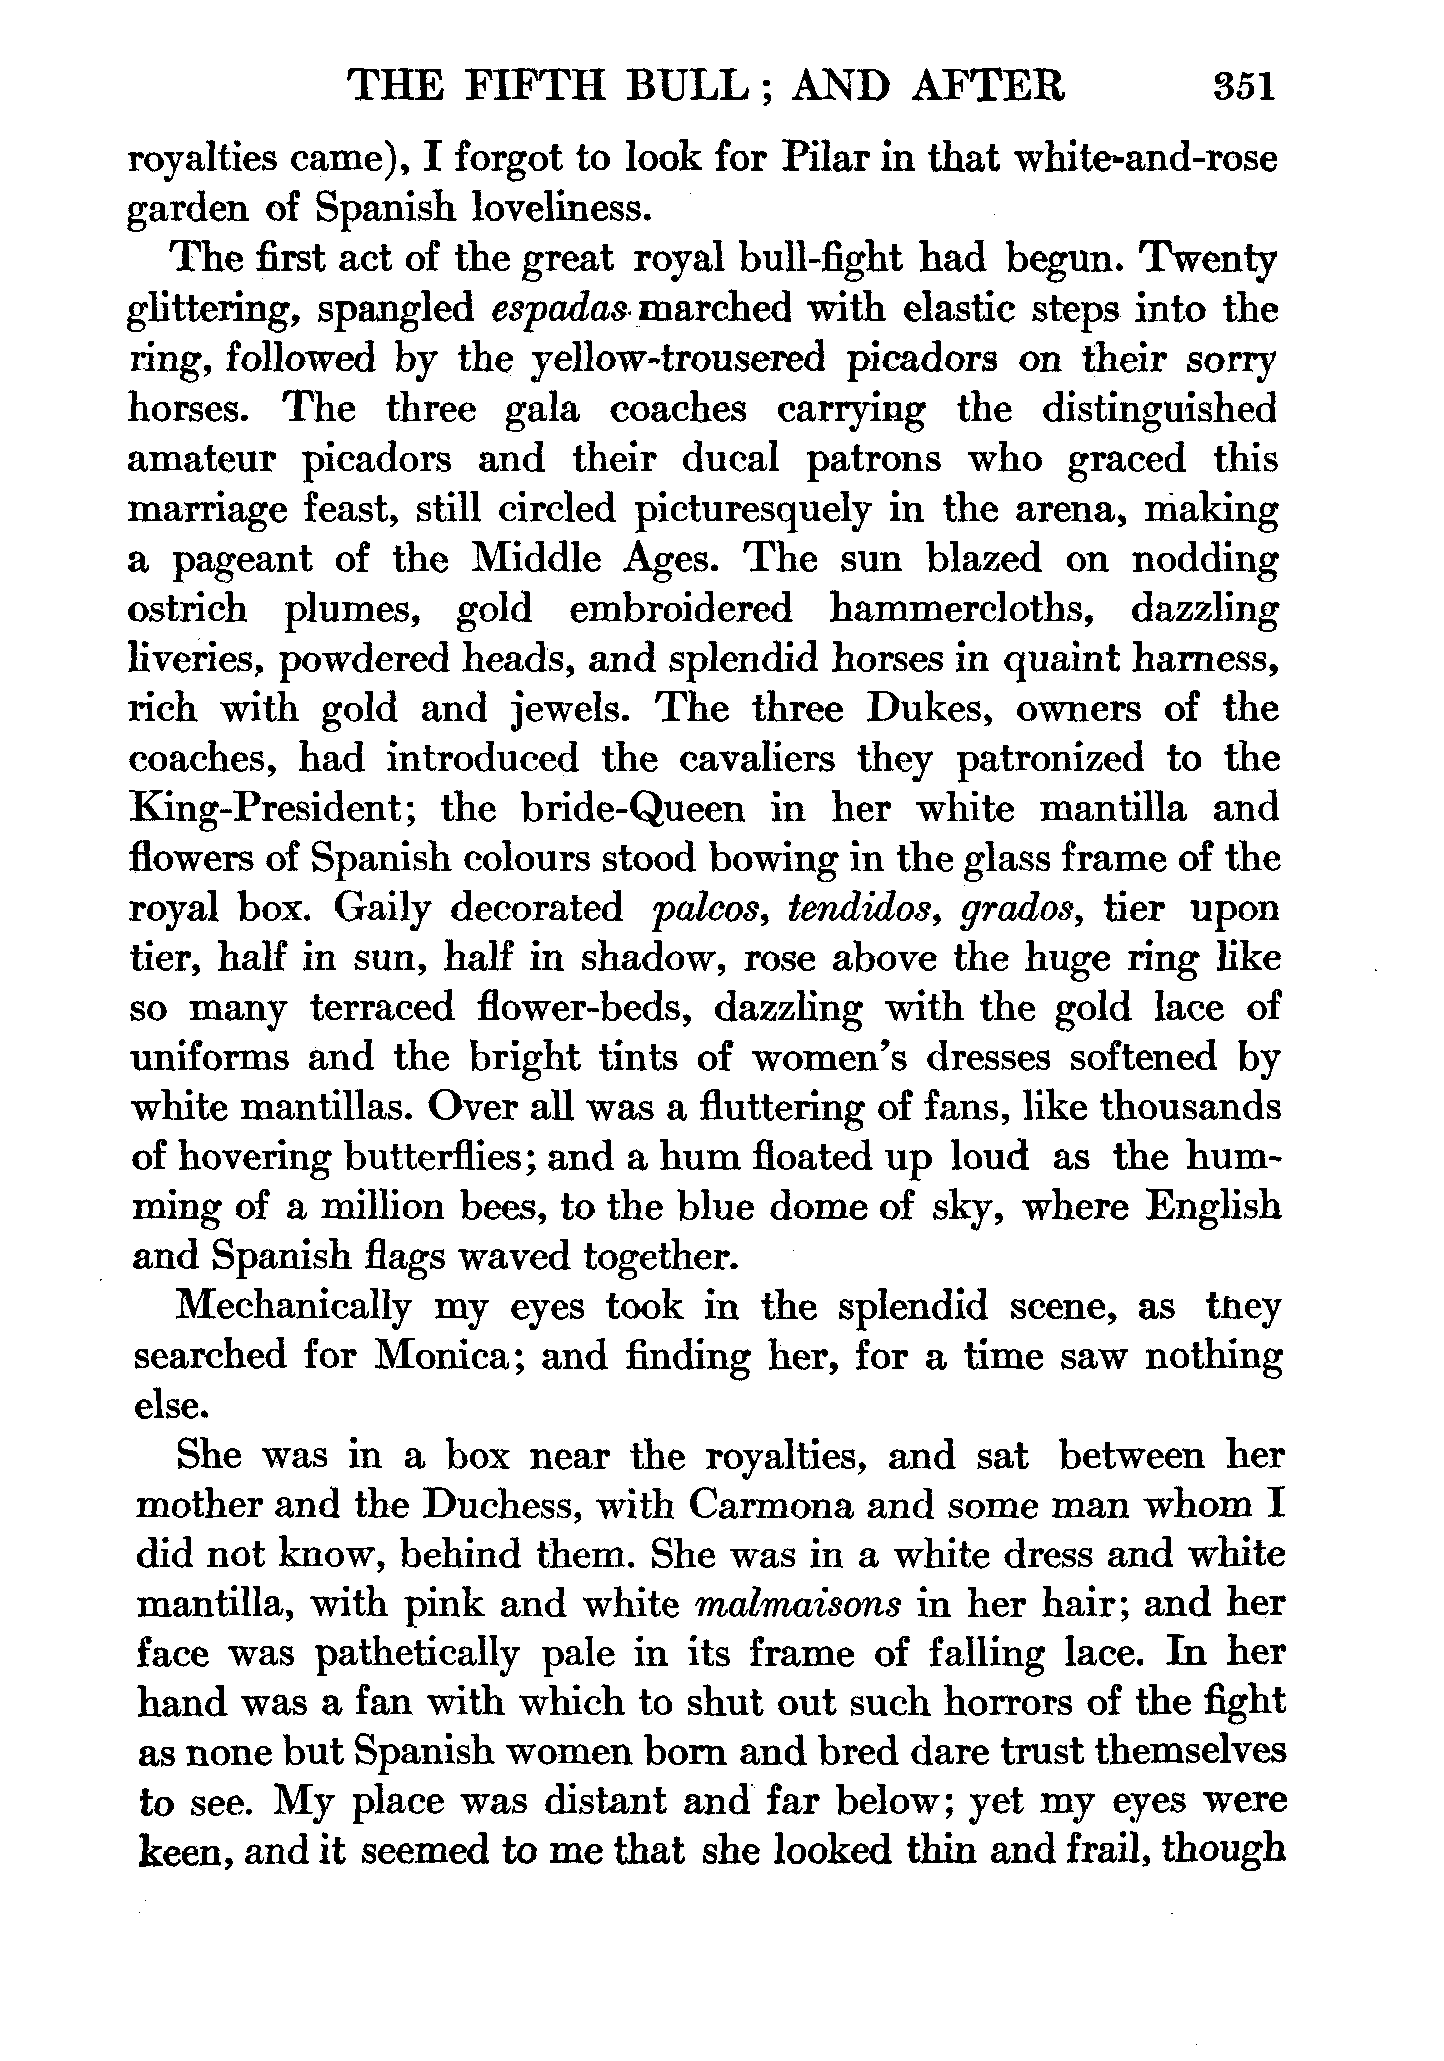 THE FIFTH BULL; AND AFTER 351
royalties came), I forgot to look for Pilar in that white-and-rose
garden of Spanish loveliness.
The first act of the great royal bull-fight had begun. Twenty
glittering, spangled espadas marched with elastic steps into the
ring, followed by the yellow-trousered picadors on their sorry
horses. The three gala coaches carrying the distinguished
amateur picadors and their ducal patrons who graced this
marriage feast, still circled picturesquely in the arena, making
a pageant of the Middle Ages. The sun blazed on nodding
ostrich plumes, gold embroidered hammercloths, dazzling
liveries, powdered heads, and splendid horses in quaint harness,
rich with gold and jewels. The three Dukes, owners of the
coaches, had introduced the cavaliers they patronized to the
King-President; the bride-Queen in her white mantilla and
flowers of Spanish colours stood bowing in the glass frame of the
royal box. Gaily decorated palcos, tendidos, grados, tier upon
tier, half in sun, half in shadow, rose above the huge ring like
so many terraced flower-beds, dazzling with the gold lace of
uniforms and the bright tints of women's dresses softened by
white mantillas. Over all was a fluttering of fans, like thousands
of hovering butterflies; and a hum floated up loud as the hum-
ming of a million bees, to the blue dome of sky, where English
and Spanish flags waved together.
Mechanically my eyes took in the splendid scene, as they
searched for Monica; and finding her, for a time saw nothing
else.
She was in a box near the royalties, and sat between her
mother and the Duchess, with Carmona and some man whom I
did not know, behind them. She was in a white dress and white
mantilla, with pink and white malmaisons in her hair; and her
face was pathetically pale in its frame of falling lace. In her
hand was a fan with which to shut out such horrors of the fight
as none but Spanish women born and bred dare trust themselves
to see. My place was distant and far below; yet my eyes were
keen, and it seemed to me that she looked thin and frail, though